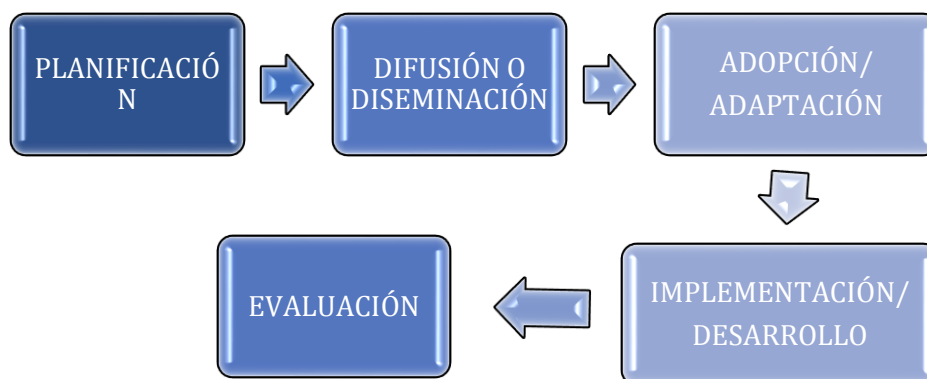 PLANIFICACIÓ
N
DIFUSIÓN O
DISEMINACIÓN
ADOPCIÓN/
ADAPTACIÓN
IMPLEMENTACIÓN/
DESARROLLO
EVALUACIÓN